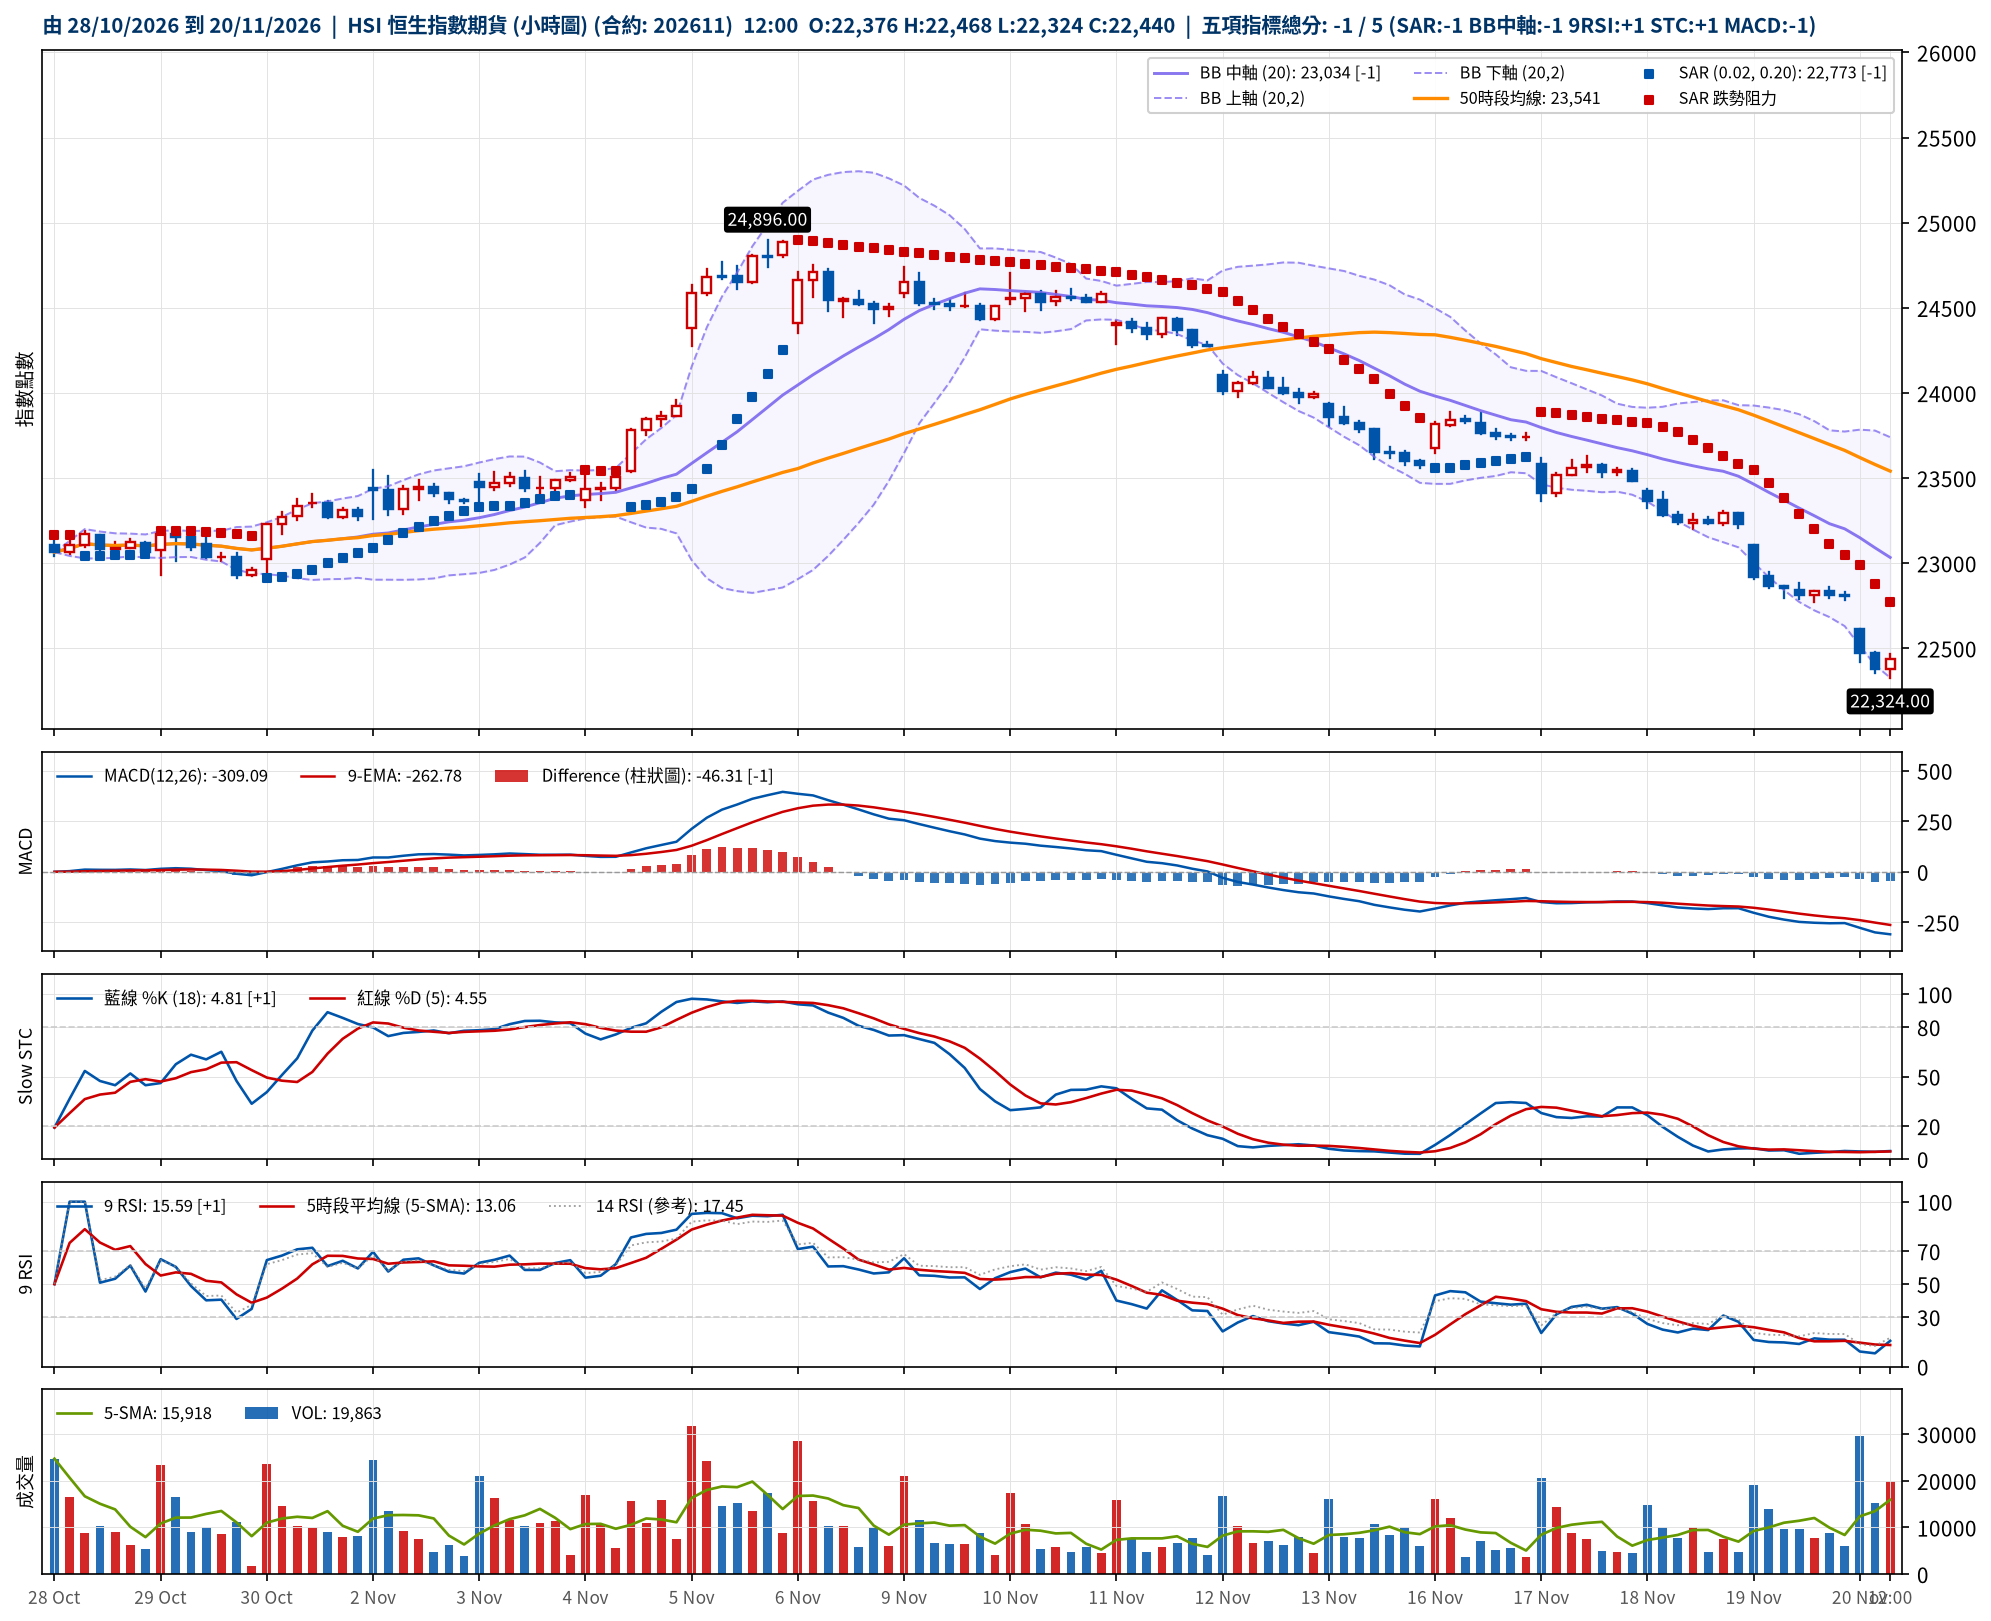 由 28/10/2026 到 20/11/2026 | HSI 恒生指數期貨 (小時圖) (合約: 202611) 12:00 O:22,376 H:22,468 L:22,324 C:22,440 | 五項指標總分: -1 / 5 (SAR:-1 BB中軸:-1 9RSI:+1 STC:+1 MACD:-1)
BB 中軸 (20): 23,034 [-1] BB 下軸 (20,2) SAR (0.02, 0.20): 22,773 [-1]
BB 上軸 (20,2) 50時段均線: 23,541 SAR 跌勢阻力
26000
25500
25000
24500
24000
23500
23000
22500
指數點數
24,896.00
22,324.00
MACD(12,26): -309.09 9-EMA: -262.78 Difference (柱狀圖): -46.31 [-1]
MACD
500
250
0
-250
藍線 %K (18): 4.81 [+1] 紅線 %D (5): 4.55
Slow STC
100
80
50
20
0
9 RSI: 15.59 [+1] 5時段平均線 (5-SMA): 13.06 14 RSI (參考): 17.45
9 RSI
100
70
50
30
0
5-SMA: 15,918 VOL: 19,863
成交量
30000
20000
10000
0
28 Oct 29 Oct 30 Oct 2 Nov 3 Nov 4 Nov 5 Nov 6 Nov 9 Nov 10 Nov 11 Nov 12 Nov 13 Nov 16 Nov 17 Nov 18 Nov 19 Nov 20 Nov 12:00